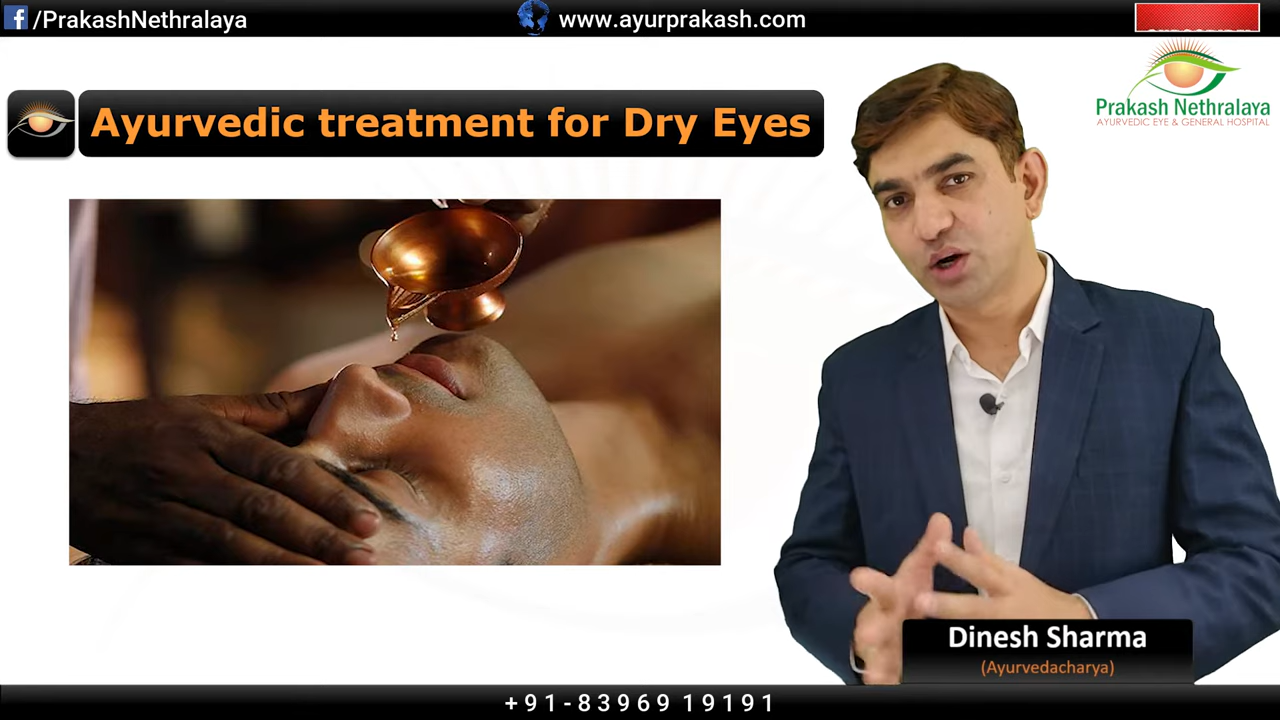 /PrakashNethralaya
www.ayurprakash.com
Prakash Nethralaya
AYURVEDIC EYE & GENERAL HOSPITAL
Ayurvedic treatment for Dry Eyes
Dinesh Sharma
(Ayurvedacharya)
+91-83969 19191